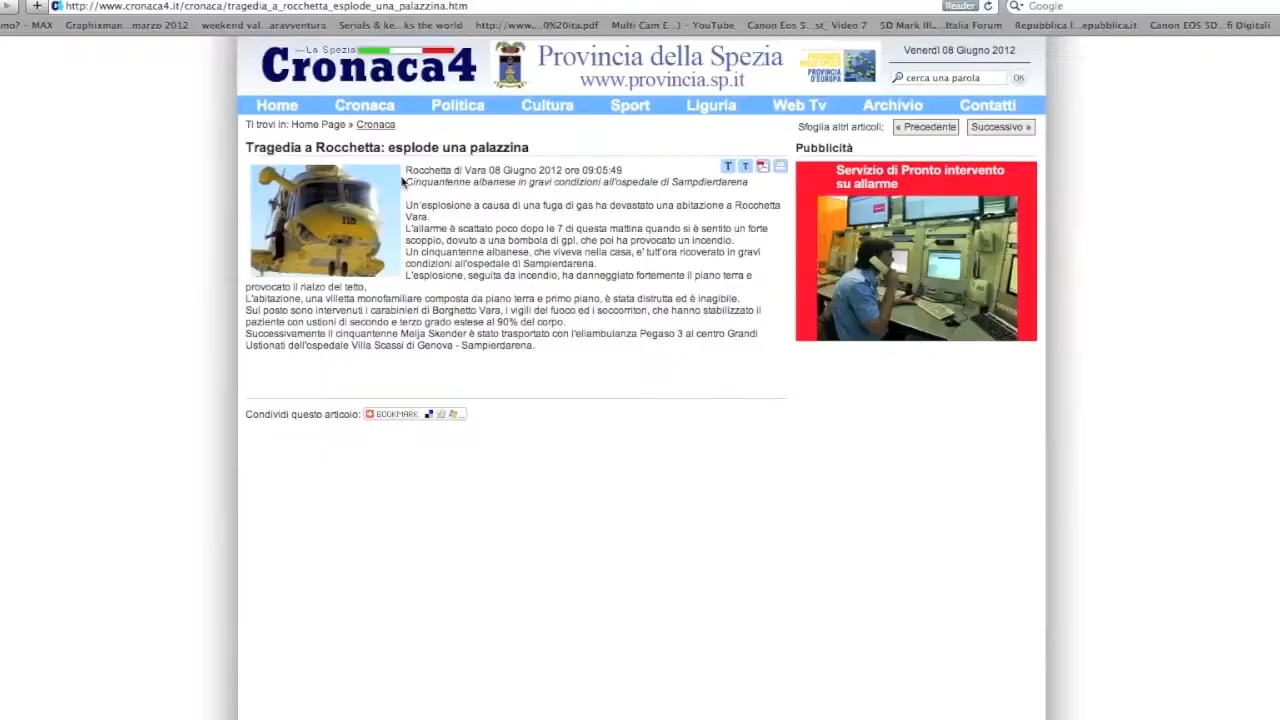 http://www.cronaca4.it/cronaca/tragedia_a_rocchetta_esplode_una_palazzina.htm
Reader
Google
mo? – MAX
Graphixman...marzo 2012
weekend val...aravventura
Serials & ke...ks the world
http://www....0%20ita.pdf
Multi Cam E...) – YouTube
Canon Eos 5...st_ Video 7
5D Mark III....Italia Forum
Repubblica l...epubblica.it
Canon EOS 5D...fi Digitali
La Spezia
Cronaca4
Provincia della Spezia
www.provincia.sp.it
PROVINCIA D'EUROPA
Venerdì 08 Giugno 2012
cerca una parola
OK
Home
Cronaca
Politica
Cultura
Sport
Liguria
Web Tv
Archivio
Contatti
Ti trovi in: Home Page » Cronaca
Sfoglia altri articoli:
« Precedente
Successivo »
Tragedia a Rocchetta: esplode una palazzina
Pubblicità
T
T
Rocchetta di Vara 08 Giugno 2012 ore 09:05:49
Cinquantenne albanese in gravi condizioni all'ospedale di Sampdierdarena
Un'esplosione a causa di una fuga di gas ha devastato una abitazione a Rocchetta
Vara.
L'allarme è scattato poco dopo le 7 di questa mattina quando si è sentito un forte
scoppio, dovuto a una bombola di gpl, che poi ha provocato un incendio.
Un cinquantenne albanese, che viveva nella casa, e' tutt'ora ricoverato in gravi
condizioni all'ospedale di Sampierdarena.
L'esplosione, seguita da incendio, ha danneggiato fortemente il piano terra e
provocato il rialzo del tetto,
L'abitazione, una villetta monofamiliare composta da piano terra e primo piano, è stata distrutta ed è inagibile.
Sul posto sono intervenuti i carabinieri di Borghetto Vara, i vigili del fuoco ed i soccorritori, che hanno stabilizzato il
paziente con ustioni di secondo e terzo grado estese al 90% del corpo.
Successivamente il cinquantenne Melja Skender è stato trasportato con l'eliambulanza Pegaso 3 al centro Grandi
Ustionati dell'ospedale Villa Scassi di Genova - Sampierdarena.
118
Servizio di Pronto intervento
su allarme
Condividi questo articolo:
BOOKMARK